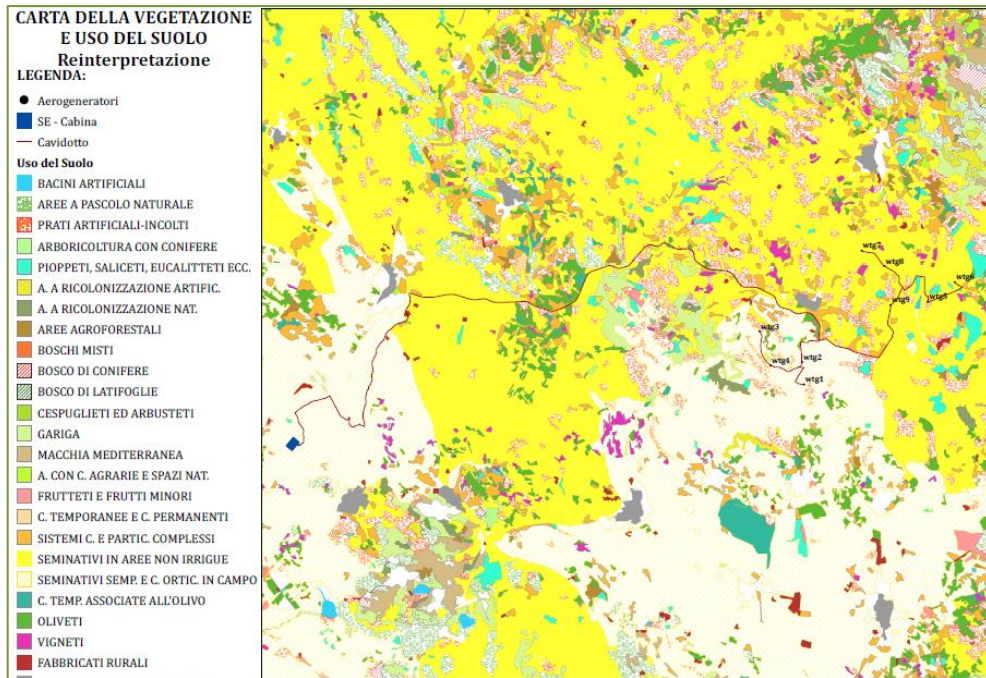 CARTA DELLA VEGETAZIONE
E USO DEL SUOLO
Reinterpretazione
LEGENDA:
Aerogeneratori
SE - Cabina
Cavidotto
Uso del Suolo
BACINI ARTIFICIALI
AREE A PASCOLO NATURALE
PRATI ARTIFICIALI-INCOLTI
ARBORICOLTURA CON CONIFERE
PIOPPETI, SALICETI, EUCALITTETI ECC.
A. A RICOLONIZZAZIONE ARTIFIC.
A. A RICOLONIZZAZIONE NAT.
AREE AGROFORESTALI
BOSCHI MISTI
BOSCO DI CONIFERE
BOSCO DI LATIFOGLIE
CESPUGLIETI ED ARBUSTETI
GARIGA
MACCHIA MEDITERRANEA
A. CON C. AGRARIE E SPAZI NAT.
FRUTTETI E FRUTTI MINORI
C. TEMPORANEE E C. PERMANENTI
SISTEMI C. E PARTIC. COMPLESSI
SEMINATIVI IN AREE NON IRRIGUE
SEMINATIVI SEMP. E C. ORTIC. IN CAMPO
C. TEMP. ASSOCIATE ALL'OLIVO
OLIVETI
VIGNETI
FABBRICATI RURALI
wtg7
wtg8
wtg6
wtg5
wtg9
wtg3
wtg2
wtg4
wtg1